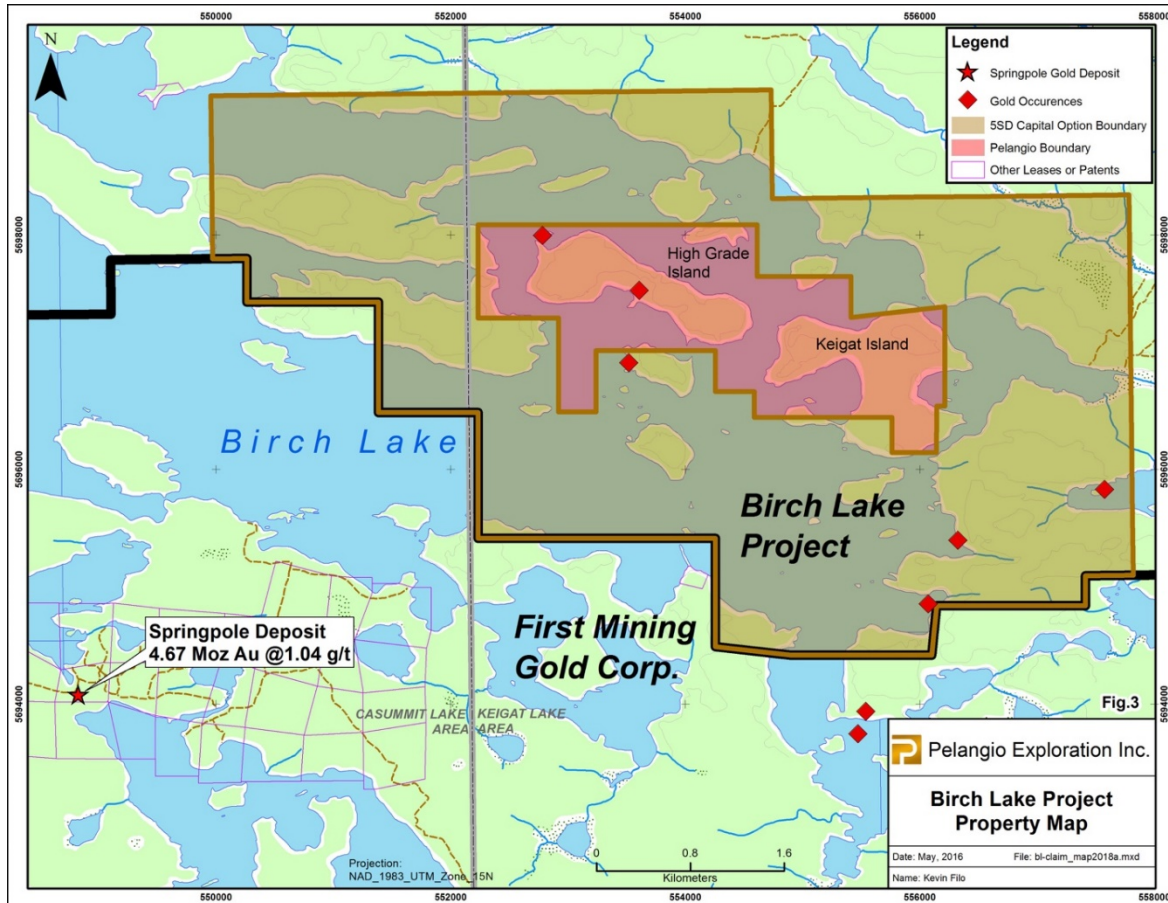 550000
552000
554000
556000
558000
N
Legend
Springpole Gold Deposit
Gold Occurences
5SD Capital Option Boundary
Pelangio Boundary
Other Leases or Patents
5698000
5698000
High Grade
Island
Keigat Island
Birch Lake
5696000
5696000
Birch Lake
Project
First Mining
Gold Corp.
Springpole Deposit
4.67 Moz Au @1.04 g/t
5694000
5694000
CASUMMIT LAKE
AREA
KEIGAT LAKE
AREA
Fig.3
Pelangio Exploration Inc.
Birch Lake Project
Property Map
Date: May, 2016
File: bl-claim_map2018a.mxd
Name: Kevin Filo
Projection:
NAD_1983_UTM_Zone_15N
0
0.8
1.6
Kilometers
550000
552000
554000
556000
558000